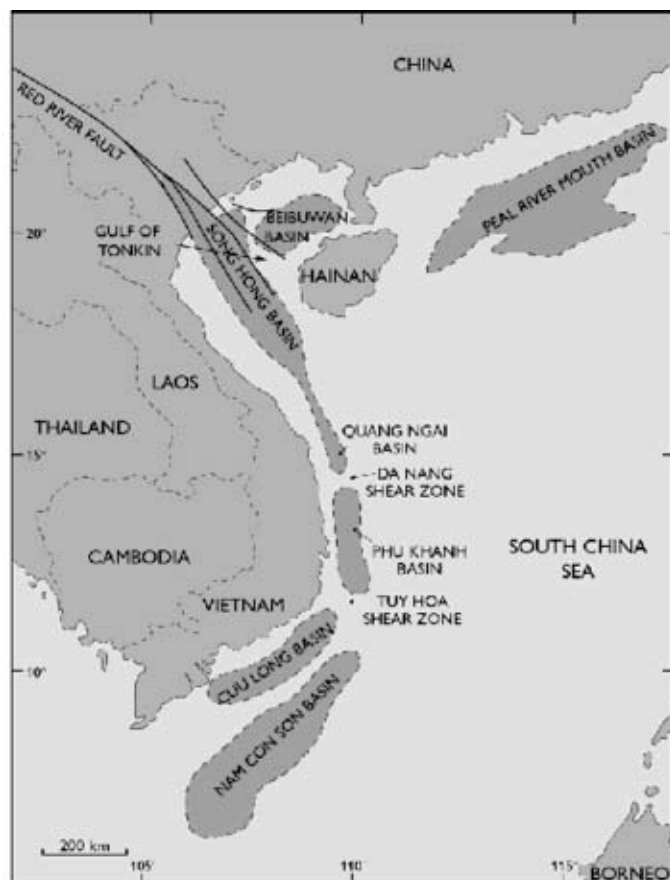 CHINA
RED RIVER FAULT
PEAL RIVER MOUTH BASIN
BEIBUWAN
BASIN
20°
GULF OF
TONKIN
SONG HONG BASIN
HAINAN
LAOS
THAILAND
QUANG NGAI
BASIN
15°
DA NANG
SHEAR ZONE
CAMBODIA
PHU KHANH
BASIN
SOUTH CHINA
SEA
VIETNAM
TUY HOA
SHEAR ZONE
CUU LONG BASIN
10°
NAM CON SON BASIN
200 km
105°
110°
115°
BORNEO